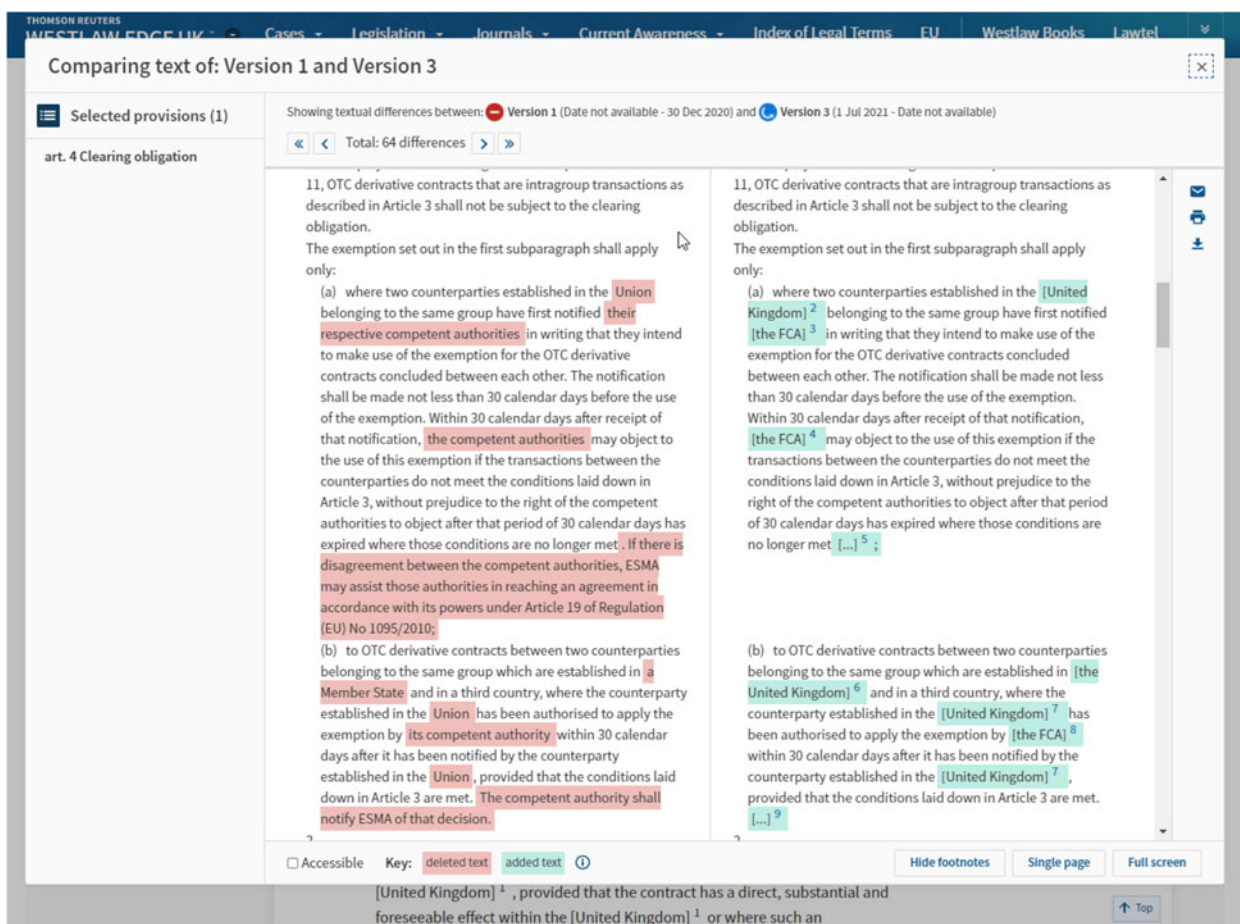 THOMSON REUTERS
WESTLAW EDGE UK
Cases Legislation Journals Current Awareness Index of Legal Terms EU Westlaw Books Lawtel
Comparing text of: Version 1 and Version 3
Selected provisions (1)
art. 4 Clearing obligation
Showing textual differences between: Version 1 (Date not available - 30 Dec 2020) and Version 3 (1 Jul 2021 - Date not available)
« < Total: 64 differences > »
11, OTC derivative contracts that are intragroup transactions as
described in Article 3 shall not be subject to the clearing
obligation.
The exemption set out in the first subparagraph shall apply
only:
(a) where two counterparties established in the Union
belonging to the same group have first notified their
respective competent authorities in writing that they intend
to make use of the exemption for the OTC derivative
contracts concluded between each other. The notification
shall be made not less than 30 calendar days before the use
of the exemption. Within 30 calendar days after receipt of
that notification, the competent authorities may object to
the use of this exemption if the transactions between the
counterparties do not meet the conditions laid down in
Article 3, without prejudice to the right of the competent
authorities to object after that period of 30 calendar days has
expired where those conditions are no longer met . If there is
disagreement between the competent authorities, ESMA
may assist those authorities in reaching an agreement in
accordance with its powers under Article 19 of Regulation
(EU) No 1095/2010;
(b) to OTC derivative contracts between two counterparties
belonging to the same group which are established in a
Member State and in a third country, where the counterparty
established in the Union has been authorised to apply the
exemption by its competent authority within 30 calendar
days after it has been notified by the counterparty
established in the Union , provided that the conditions laid
down in Article 3 are met. The competent authority shall
notify ESMA of that decision.
11, OTC derivative contracts that are intragroup transactions as
described in Article 3 shall not be subject to the clearing
obligation.
The exemption set out in the first subparagraph shall apply
only:
(a) where two counterparties established in the [United
Kingdom] 2 belonging to the same group have first notified
[the FCA] 3 in writing that they intend to make use of the
exemption for the OTC derivative contracts concluded
between each other. The notification shall be made not less
than 30 calendar days before the use of the exemption.
Within 30 calendar days after receipt of that notification,
[the FCA] 4 may object to the use of this exemption if the
transactions between the counterparties do not meet the
conditions laid down in Article 3, without prejudice to the
right of the competent authorities to object after that period
of 30 calendar days has expired where those conditions are
no longer met [...] 5 ;
(b) to OTC derivative contracts between two counterparties
belonging to the same group which are established in [the
United Kingdom] 6 and in a third country, where the
counterparty established in the [United Kingdom] 7 has
been authorised to apply the exemption by [the FCA] 8
within 30 calendar days after it has been notified by the
counterparty established in the [United Kingdom] 7 ,
provided that the conditions laid down in Article 3 are met.
[...] 9
Accessible Key: deleted text added text
Hide footnotes Single page Full screen
[United Kingdom] 1 , provided that the contract has a direct, substantial and
foreseeable effect within the [United Kingdom] 1 or where such an
Top